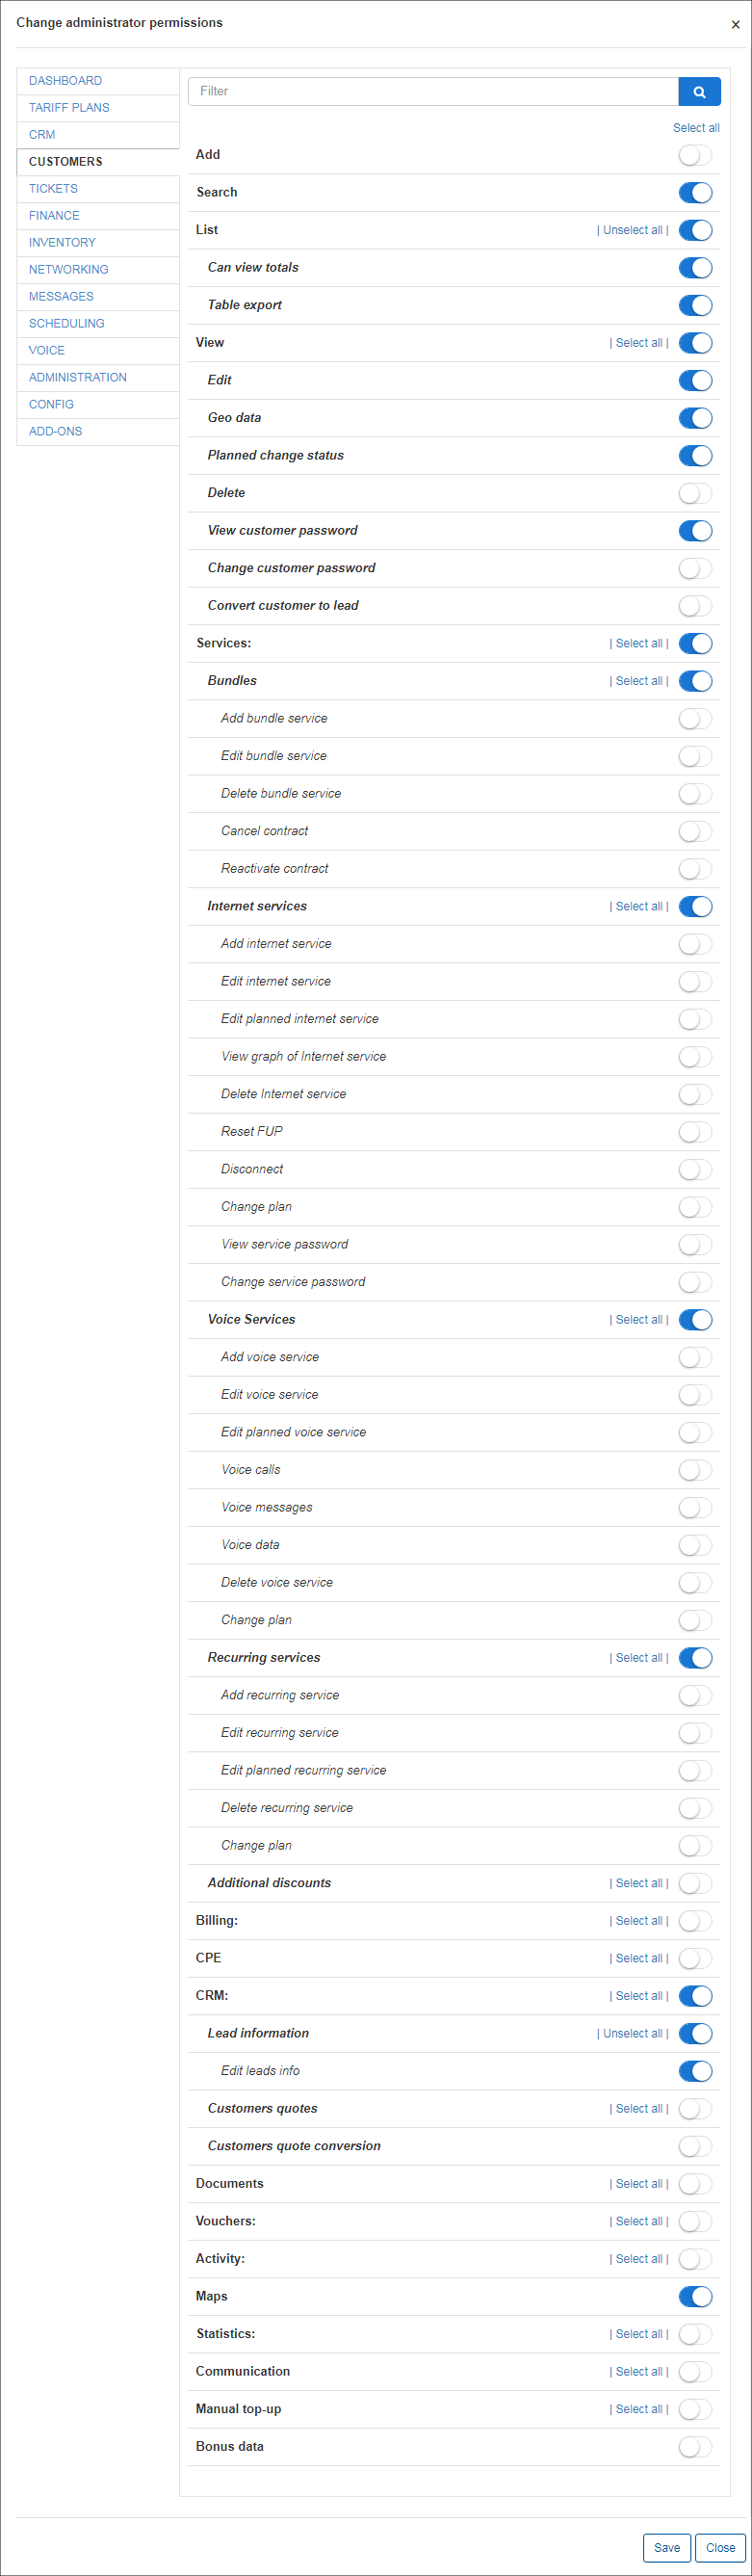 Change administrator permissions ×
DASHBOARD
TARIFF PLANS
CRM
CUSTOMERS
TICKETS
FINANCE
INVENTORY
NETWORKING
MESSAGES
SCHEDULING
VOICE
ADMINISTRATION
CONFIG
ADD-ONS
Filter
Select all
Add
Search
List | Unselect all |
Can view totals
Table export
View | Select all |
Edit
Geo data
Planned change status
Delete
View customer password
Change customer password
Convert customer to lead
Services: | Select all |
Bundles | Select all |
Add bundle service
Edit bundle service
Delete bundle service
Cancel contract
Reactivate contract
Internet services | Select all |
Add internet service
Edit internet service
Edit planned internet service
View graph of Internet service
Delete Internet service
Reset FUP
Disconnect
Change plan
View service password
Change service password
Voice Services | Select all |
Add voice service
Edit voice service
Edit planned voice service
Voice calls
Voice messages
Voice data
Delete voice service
Change plan
Recurring services | Select all |
Add recurring service
Edit recurring service
Edit planned recurring service
Delete recurring service
Change plan
Additional discounts | Select all |
Billing: | Select all |
CPE | Select all |
CRM: | Select all |
Lead information | Unselect all |
Edit leads info
Customers quotes | Select all |
Customers quote conversion
Documents | Select all |
Vouchers: | Select all |
Activity: | Select all |
Maps
Statistics: | Select all |
Communication | Select all |
Manual top-up | Select all |
Bonus data
Save Close